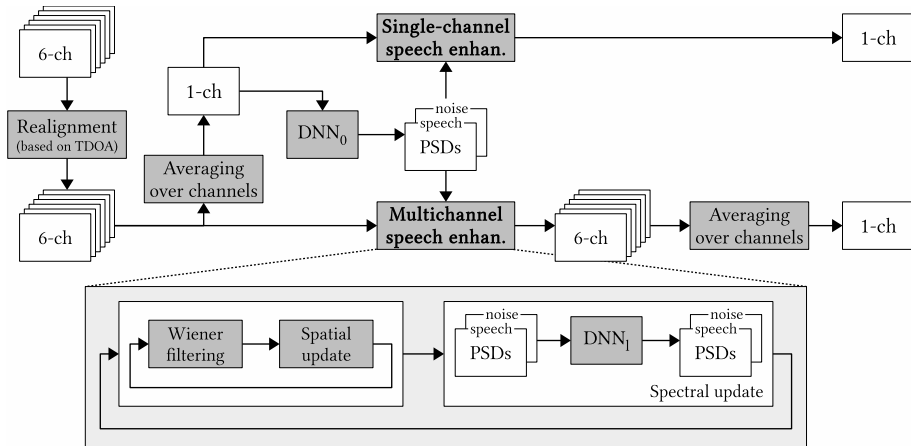 6-ch
Realignment
(based on TDOA)
6-ch
1-ch
Averaging
over channels
DNN0
noise
speech
PSDs
Single-channel
speech enhan.
1-ch
Multichannel
speech enhan.
6-ch
Averaging
over channels
1-ch
Wiener
filtering
Spatial
update
noise
speech
PSDs
DNN1
noise
speech
PSDs
Spectral update